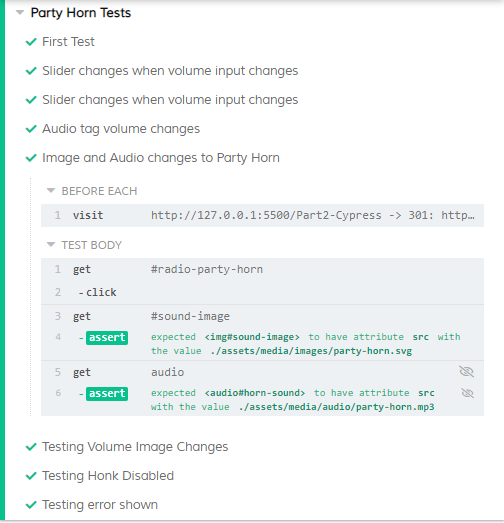 Party Horn Tests
First Test
Slider changes when volume input changes
Slider changes when volume input changes
Audio tag volume changes
Image and Audio changes to Party Horn
BEFORE EACH
1 visit http://127.0.0.1:5500/Part2-Cypress -> 301: http…
TEST BODY
1 get #radio-party-horn
2 -click
3 get #sound-image
4 -assert expected <img#sound-image> to have attribute src with
the value ./assets/media/images/party-horn.svg
5 get audio
6 -assert expected <audio#horn-sound> to have attribute src
with the value ./assets/media/audio/party-horn.mp3
Testing Volume Image Changes
Testing Honk Disabled
Testing error shown